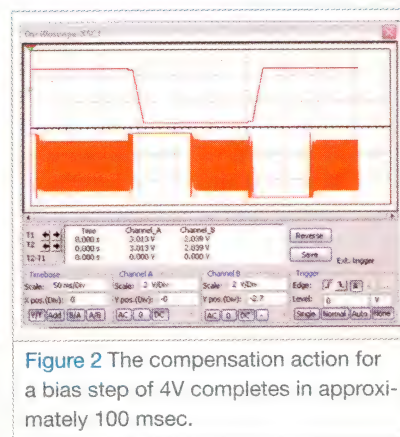 Oscilloscope-XSC1
Time Channel_A Channel_B
T1 0.000 s 3.013 V 2.039 V
T2 0.000 s 3.013 V 2.039 V
T2-T1 0.000 s 0.000 V 0.000 V
Reverse
Save
Ext. trigger
Timebase Channel A Channel B Trigger
Scale: 50 ms/Div Scale: 2 V/Div Scale: 2 V/Div Edge:
X pos.(Div): 0 Y pos.(Div): Y pos.(Div): -2.2 Level: 0 V
Y/T Add B/A A/B AC 0 DC AC 0 DC - Single Normal Auto None
Figure 2 The compensation action for
a bias step of 4V completes in approxi-
mately 100 msec.